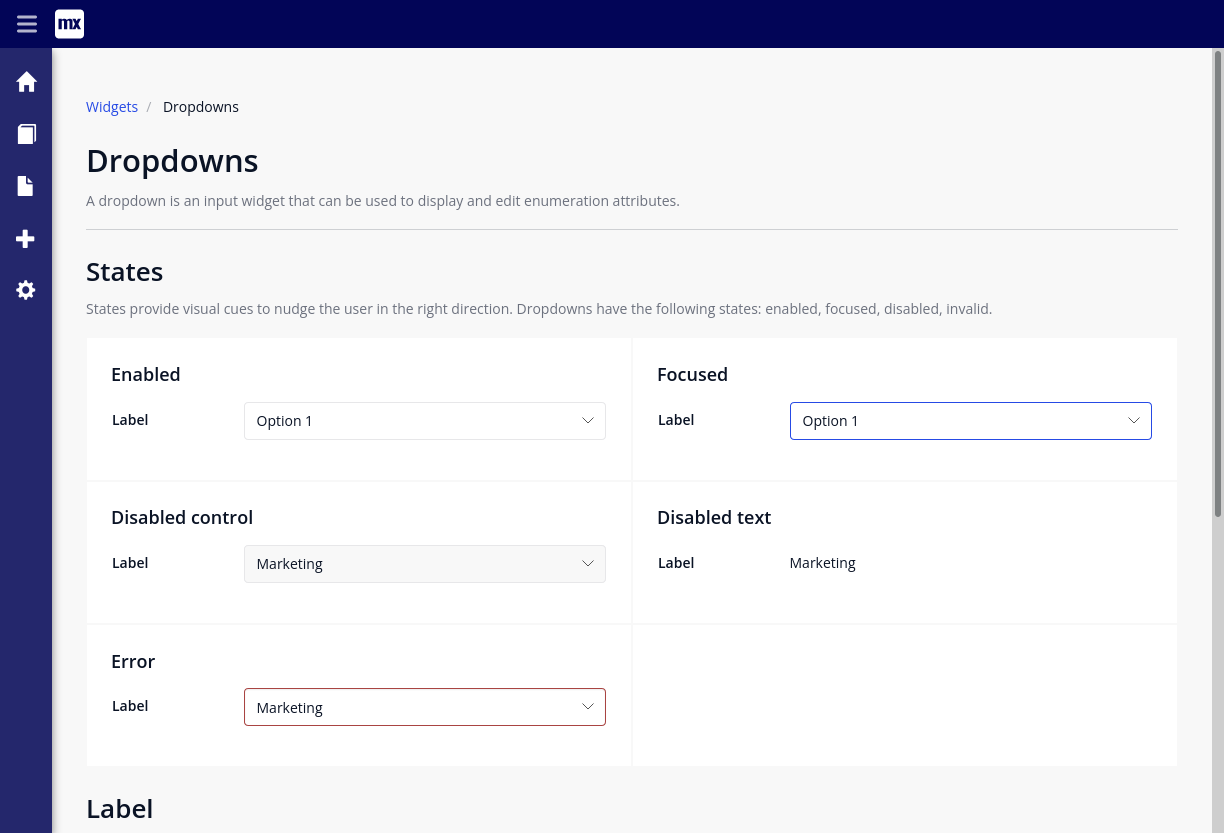 mx
Widgets / Dropdowns
Dropdowns
A dropdown is an input widget that can be used to display and edit enumeration attributes.
States
States provide visual cues to nudge the user in the right direction. Dropdowns have the following states: enabled, focused, disabled, invalid.
Enabled
Label Option 1
Focused
Label Option 1
Disabled control
Label Marketing
Disabled text
Label Marketing
Error
Label Marketing
Label